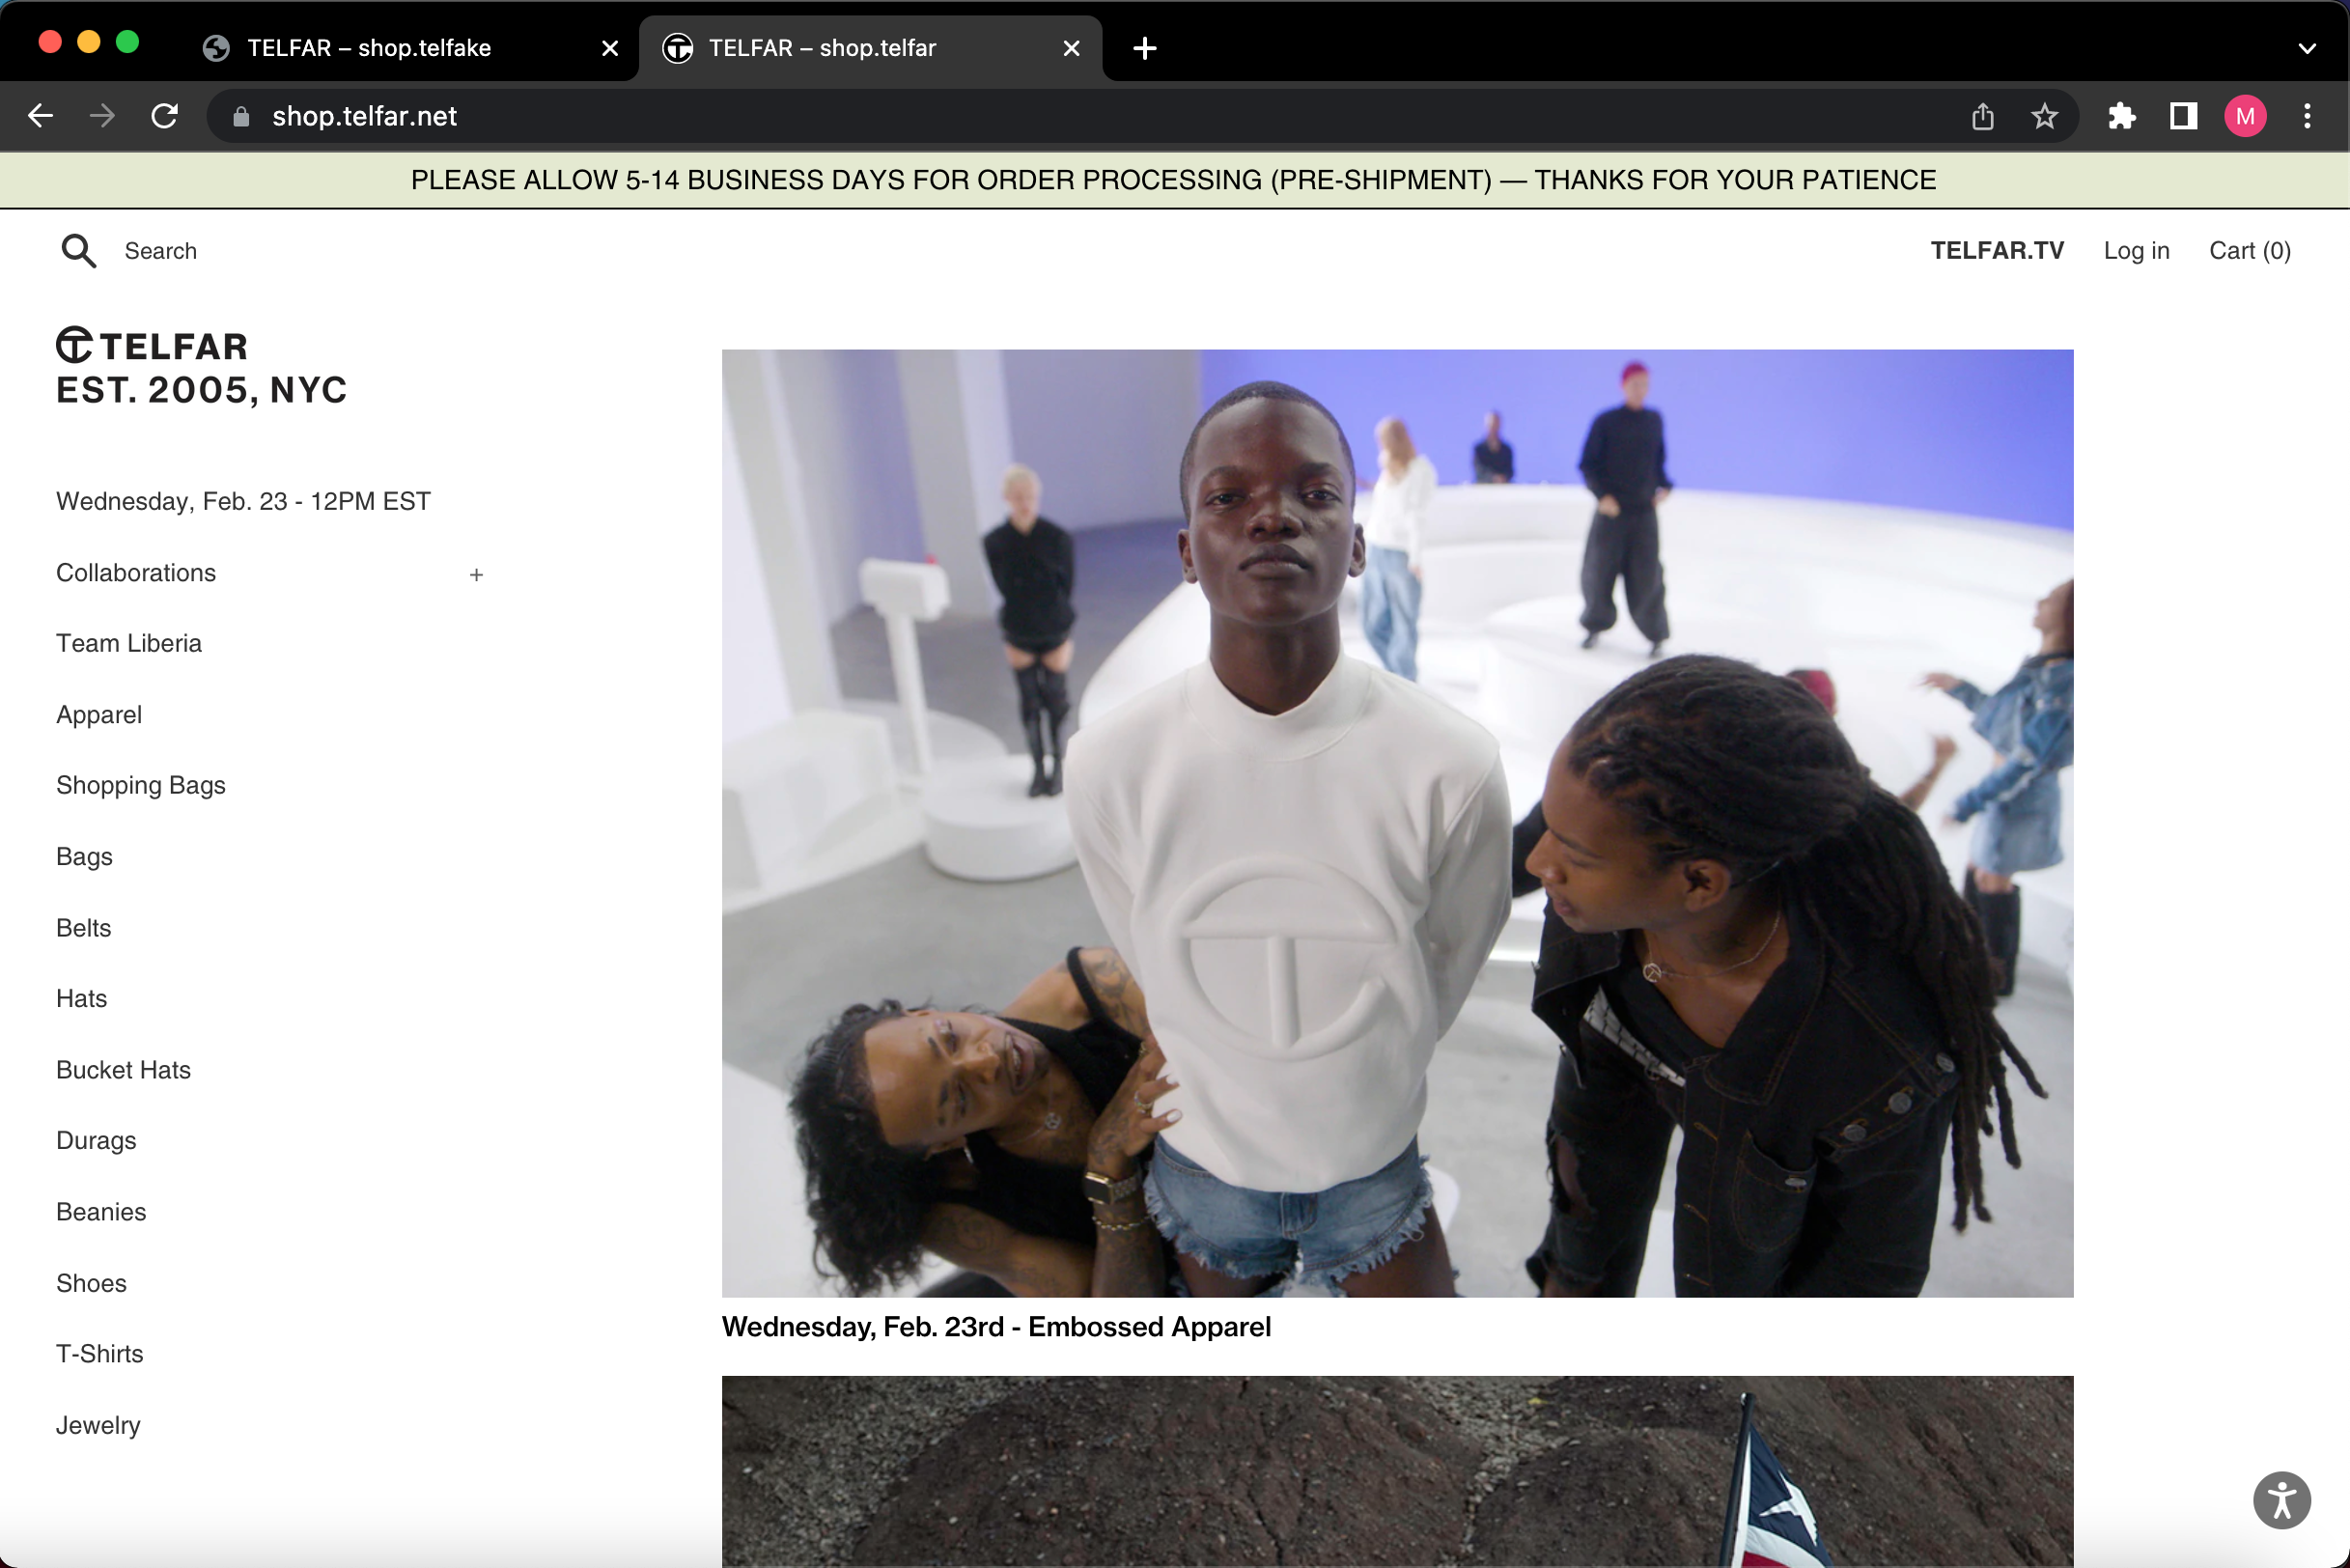 TELFAR – shop.telfake
TELFAR – shop.telfar
shop.telfar.net
M
PLEASE ALLOW 5-14 BUSINESS DAYS FOR ORDER PROCESSING (PRE-SHIPMENT) — THANKS FOR YOUR PATIENCE
Search
TELFAR.TV
Log in
Cart (0)
TELFAR
EST. 2005, NYC
Wednesday, Feb. 23 - 12PM EST
Collaborations +
Team Liberia
Apparel
Shopping Bags
Bags
Belts
Hats
Bucket Hats
Durags
Beanies
Shoes
T-Shirts
Jewelry
Wednesday, Feb. 23rd - Embossed Apparel